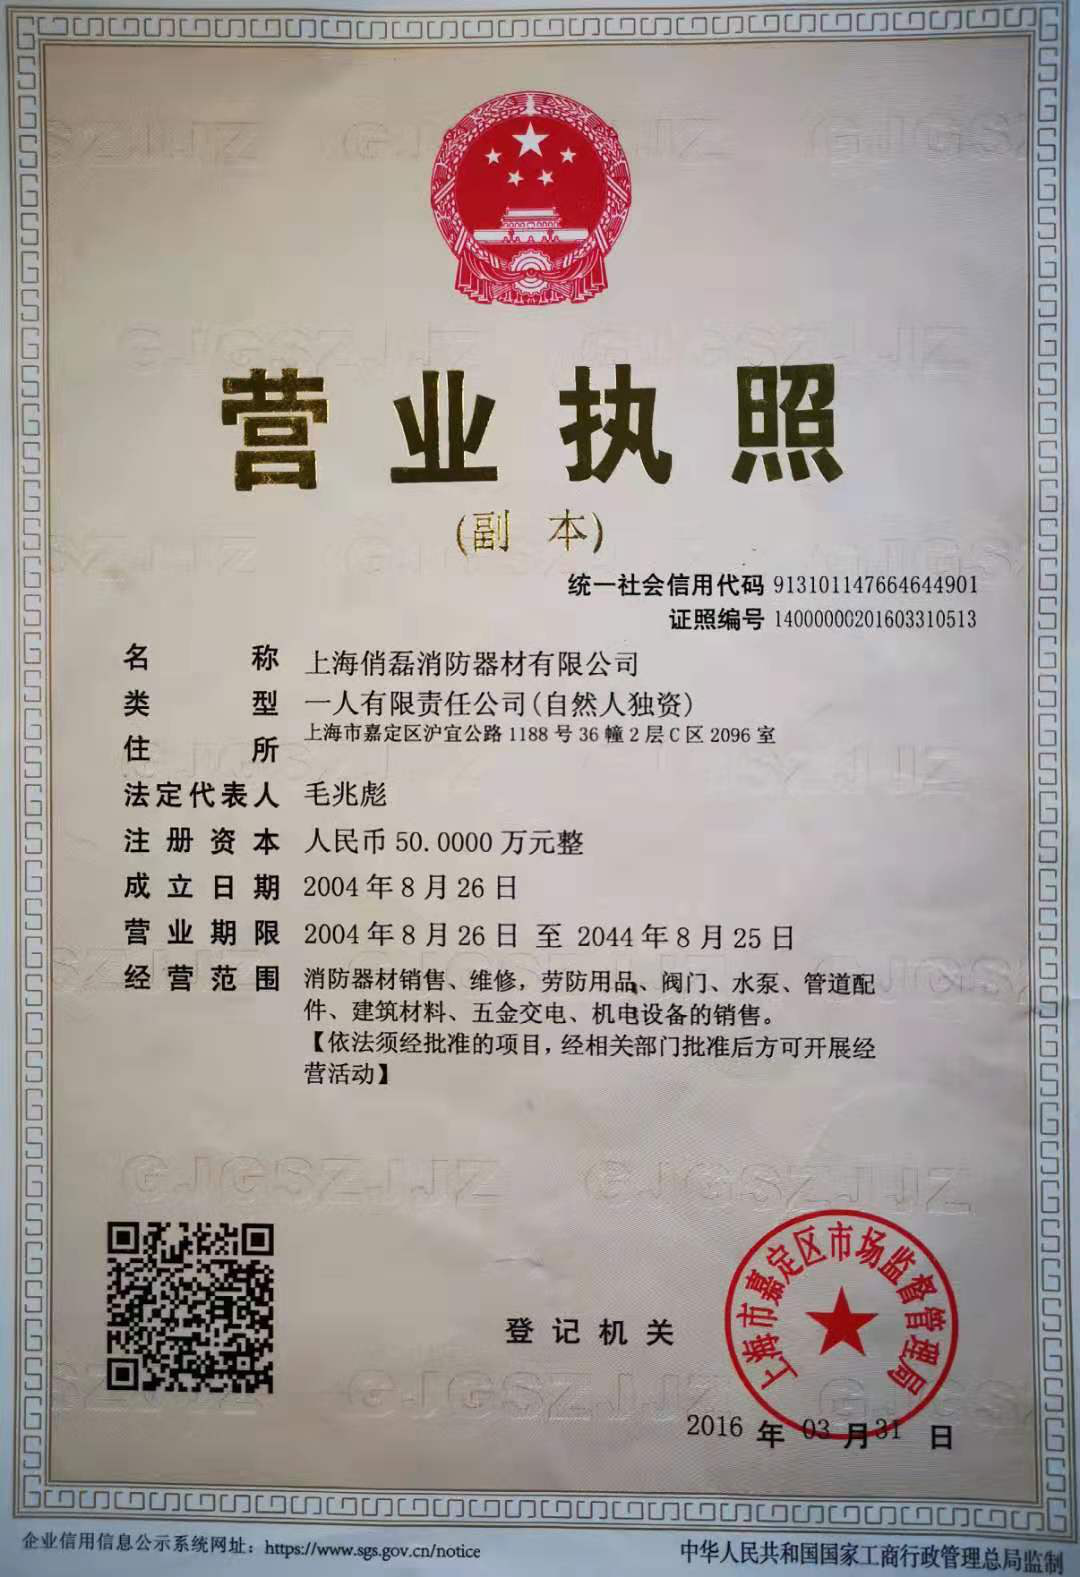 营业执照
(副 本)
统一社会信用代码 913101147664644901
证照编号 14000000201603310513
名 称 上海俏磊消防器材有限公司
类 型 一人有限责任公司(自然人独资)
住 所 上海市嘉定区沪宜公路1188号36幢2层C区2096室
法定代表人 毛兆彪
注册资本 人民币50.0000万元整
成立日期 2004年8月26日
营业期限 2004年8月26日 至 2044年8月25日
经营范围 消防器材销售、维修，劳防用品、阀门、水泵、管道配
件、建筑材料、五金交电、机电设备的销售。
【依法须经批准的项目，经相关部门批准后方可开展经
营活动】
上海市嘉定区市场监督管理局
登记机关
2016 年 03 月 31 日
企业信用信息公示系统网址：https://www.sgs.gov.cn/notice
中华人民共和国国家工商行政管理总局监制